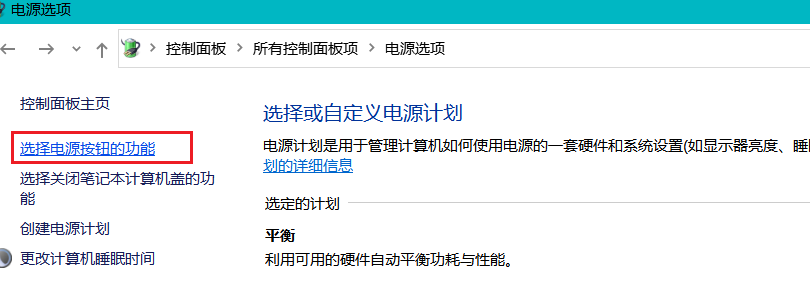 电源选项
控制面板 > 所有控制面板项 > 电源选项
控制面板主页
选择电源按钮的功能
选择关闭笔记本计算机盖的功
能
创建电源计划
更改计算机睡眠时间
选择或自定义电源计划
电源计划是用于管理计算机如何使用电源的一套硬件和系统设置(如显示器亮度、睡
划的详细信息
选定的计划
平衡
利用可用的硬件自动平衡功耗与性能。